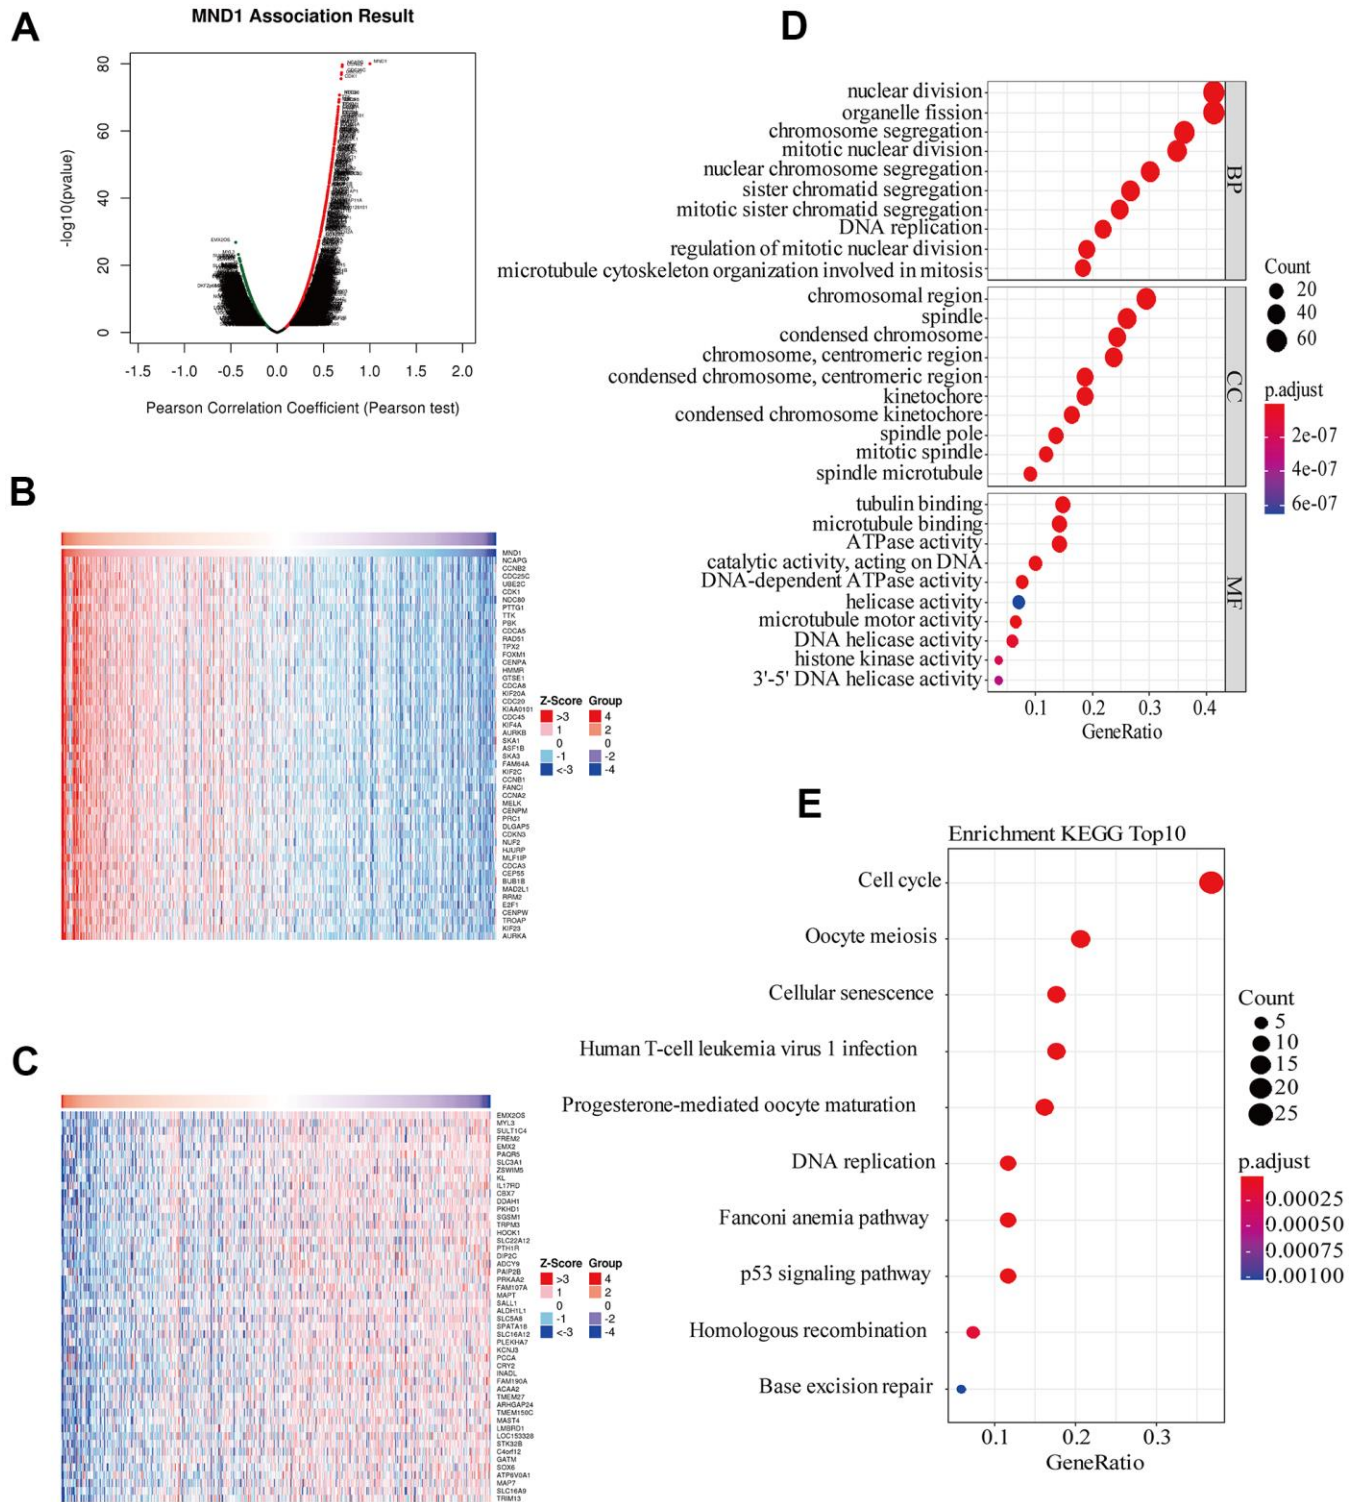 A
MND1 Association Result
-log10(pvalue)
80
60
40
20
0
MND1
EMX2OS
-1.5
-1.0
-0.5
0.0
0.5
1.0
1.5
2.0
Pearson Correlation Coefficient (Pearson test)
B
MND1
NCAPG
CCNB2
CDC25C
UBE2C
CDK1
NDC80
PTTG1
TTK
PBK
CDCA5
RAD51
TPX2
FOXM1
CENPA
HMMR
GTSE1
CDCA8
KIF20A
CDC20
KIAA0101
CDC45
KIF4A
AURKB
SKA1
ASF1B
SKA3
FAM64A
KIF2C
CCNB1
FANCI
CCNA2
MELK
CENPM
PRC1
DLGAP5
CDKN3
NUF2
HJURP
MLF1IP
CDCA3
CEP55
BUB1B
MAD2L1
RRM2
E2F1
CENPW
TROAP
KIF23
AURKA
Z-Score Group
>3 4
1 2
0 0
-1 -2
<-3 -4
C
EMX2OS
MYL3
SULT1C4
FREM2
EMX2
PAQR5
SLC3A1
ZSWIM5
KL
IL17RD
CBX7
DDAH1
PKHD1
SGSM1
TRPM3
HOOK1
SLC22A12
PTH1R
DIP2C
ADCY9
PAIP2B
PRKAA2
FAM107A
MAPT
SALL1
ALDH1L1
SLC5A8
SPATA18
SLC16A12
PLEKHA7
KCNJ3
PCCA
CRY2
INADL
FAM190A
ACAA2
TMEM27
ARHGAP24
TMEM150C
MAST4
LMBRD1
LOC153328
STK32B
C4orf12
GATM
SOX6
ATP6V0A1
MAP7
SLC16A9
TRIM13
Z-Score Group
>3 4
1 2
0 0
-1 -2
<-3 -4
D
nuclear division
organelle fission
chromosome segregation
mitotic nuclear division
nuclear chromosome segregation
sister chromatid segregation
mitotic sister chromatid segregation
DNA replication
regulation of mitotic nuclear division
microtubule cytoskeleton organization involved in mitosis
BP
chromosomal region
spindle
condensed chromosome
chromosome, centromeric region
condensed chromosome, centromeric region
kinetochore
condensed chromosome kinetochore
spindle pole
mitotic spindle
spindle microtubule
CC
tubulin binding
microtubule binding
ATPase activity
catalytic activity, acting on DNA
DNA-dependent ATPase activity
helicase activity
microtubule motor activity
DNA helicase activity
histone kinase activity
3'-5' DNA helicase activity
MF
0.1
0.2
0.3
0.4
GeneRatio
Count
20
40
60
p.adjust
2e-07
4e-07
6e-07
E
Enrichment KEGG Top10
Cell cycle
Oocyte meiosis
Cellular senescence
Human T-cell leukemia virus 1 infection
Progesterone-mediated oocyte maturation
DNA replication
Fanconi anemia pathway
p53 signaling pathway
Homologous recombination
Base excision repair
0.1
0.2
0.3
GeneRatio
Count
5
10
15
20
25
p.adjust
0.00025
0.00050
0.00075
0.00100